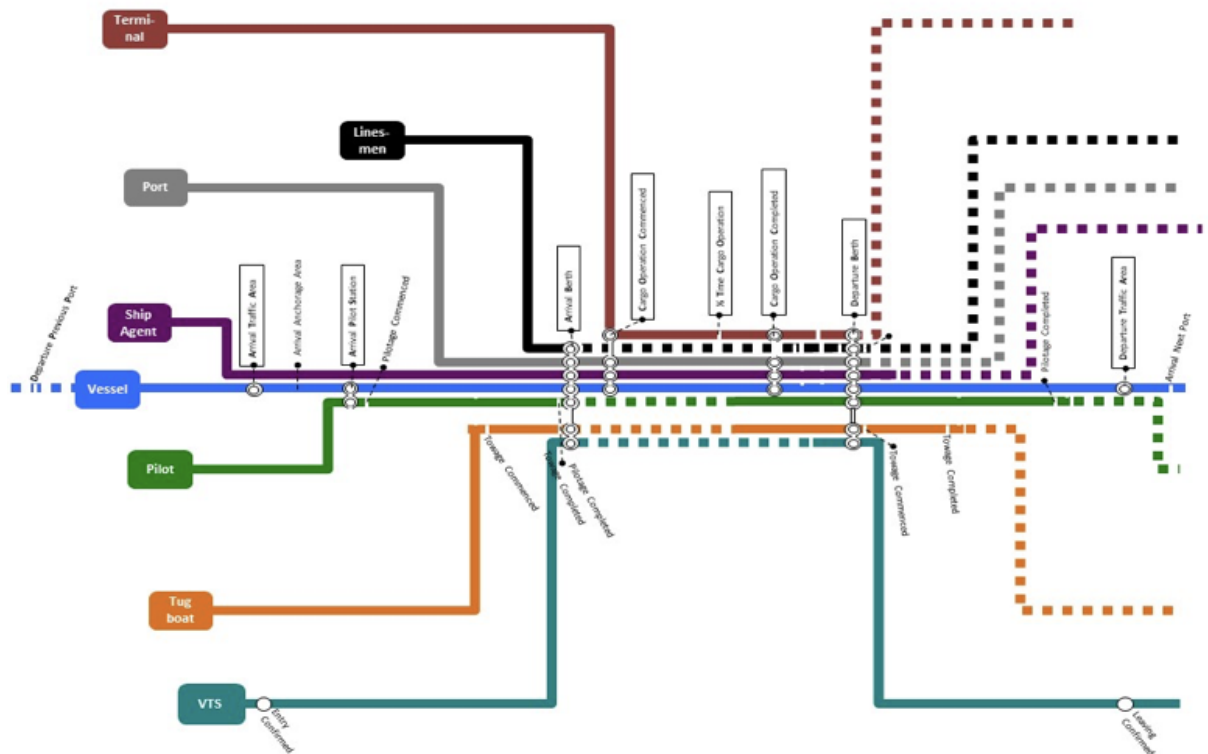 Termi-
nal
Lines-
men
Port
Ship
Agent
Vessel
Pilot
Tug
boat
VTS
Departure Previous Port
Arrival Traffic Area
Arrival Anchorage Area
Arrival Pilot Station
Pilotage Commenced
Arrival Berth
Cargo Operation Commenced
% Time Cargo Operation
Cargo Operation Completed
Departure Berth
Pilotage Completed
Departure Traffic Area
Arrival Next Port
Towage Commenced
Towage Completed
Pilotage Completed
Towage Commenced
Towage Completed
Entry
Confirmed
Leaving
Confirmed